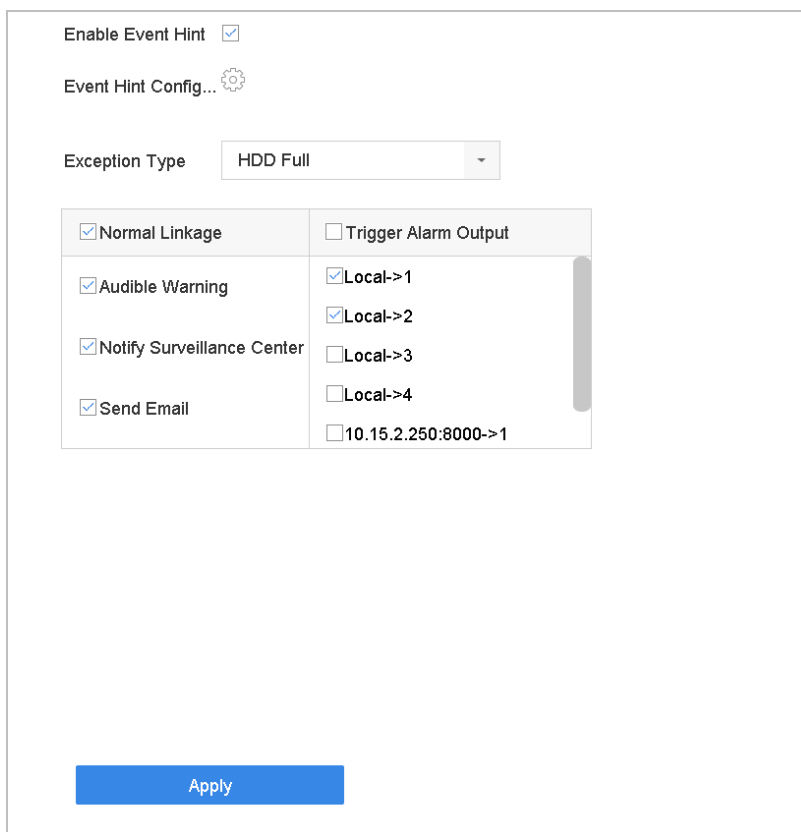 Enable Event Hint
Event Hint Config...
Exception Type HDD Full
Normal Linkage Trigger Alarm Output
Audible Warning Local->1
Local->2
Notify Surveillance Center Local->3
Local->4
Send Email
10.15.2.250:8000->1
Apply